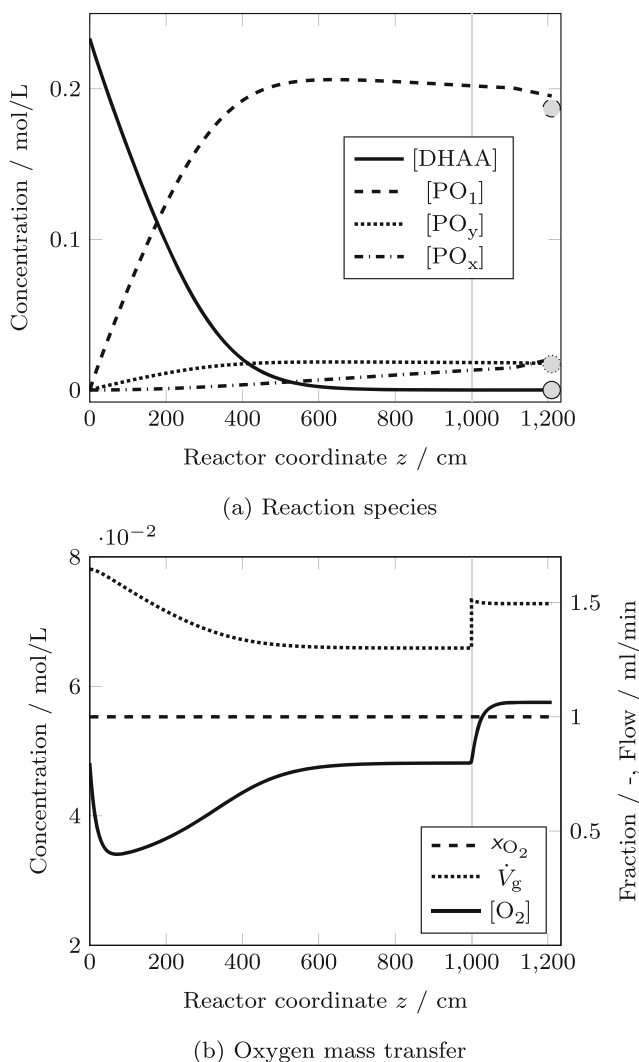 Concentration / mol/L
0.2
0.1
0
[DHAA]
[PO₁]
[PO_y]
[POₓ]
0 200 400 600 800 1,000 1,200
Reactor coordinate z / cm
(a) Reaction species
·10⁻²
Concentration / mol/L
8
6
4
2
Fraction / -, Flow / ml/min
1.5
1
0.5
x_O₂
V̇_g
[O₂]
0 200 400 600 800 1,000 1,200
Reactor coordinate z / cm
(b) Oxygen mass transfer